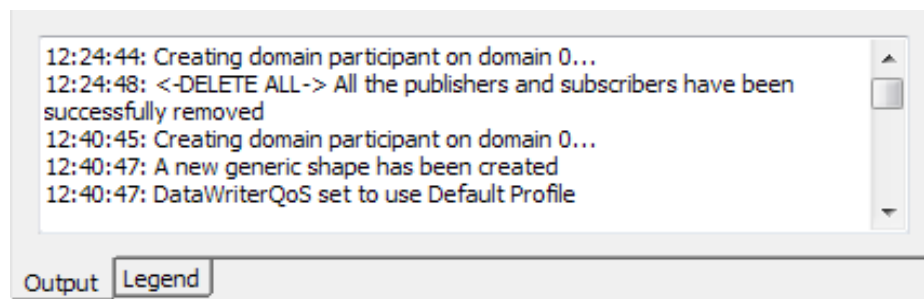 12:24:44: Creating domain participant on domain 0...
12:24:48: <-DELETE ALL-> All the publishers and subscribers have been
successfully removed
12:40:45: Creating domain participant on domain 0...
12:40:47: A new generic shape has been created
12:40:47: DataWriterQoS set to use Default Profile
Output Legend